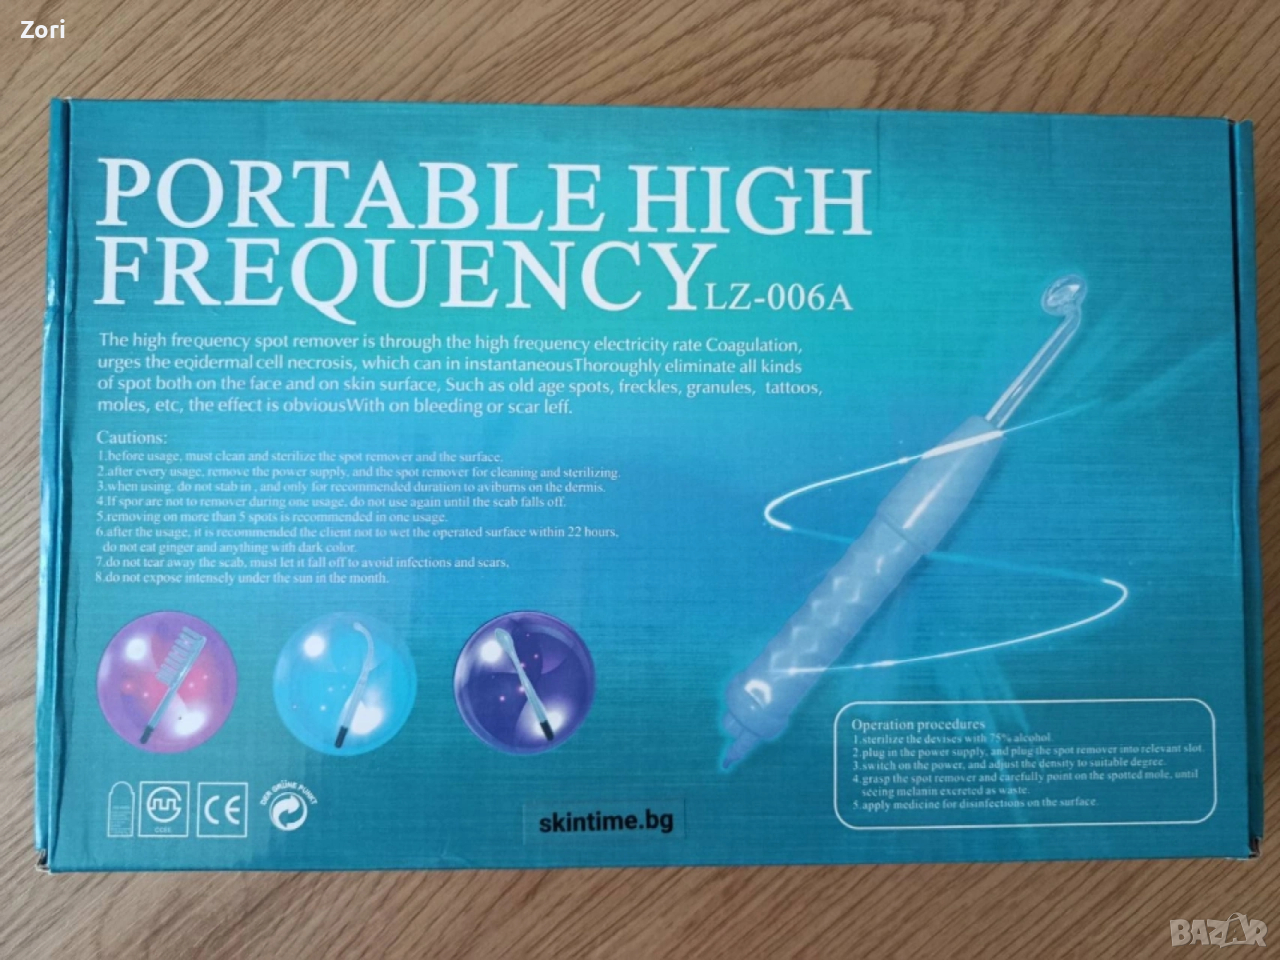 Zori
PORTABLE HIGH
FREQUENCY LZ-006A
The high frequency spot remover is through the high frequency electricity rate Coagulation,
urges the eqidermal cell necrosis, which can in instantaneousThoroughly eliminate all kinds
of spot both on the face and on skin surface, Such as old age spots, freckles, granules, tattoos,
moles, etc, the effect is obviousWith on bleeding or scar leff.
Cautions:
1.before usage, must clean and sterilize the spot remover and the surface.
2.after every usage, remove the power supply, and the spot remover for cleaning and sterilizing.
3.when using, do not stab in , and only for recommended duration to aviburns on the dermis.
4.If spor are not to remover during one usage, do not use again until the scab falls off.
5.removing on more than 5 spots is recommended in one usage.
6.after the usage, it is recommended the client not to wet the operated surface within 22 hours,
do not eat ginger and anything with dark color.
7.do not tear away the scab, must let it fall off to avoid infections and scars,
8.do not expose intensely under the sun in the month.
Operation procedures
1.sterilize the devises with 75% alcohol
2.plug in the power supply, and plug the spot remover into relevant slot.
3.switch on the power, and adjust the density to suitable degree.
4.grasp the spot remover and carefully point on the spotted mole, until
seeing melanin excreted as waste.
5.apply medicine for disinfections on the surface.
CE
DER GRÜNE PUNKT
skintime.bg
BAZAR